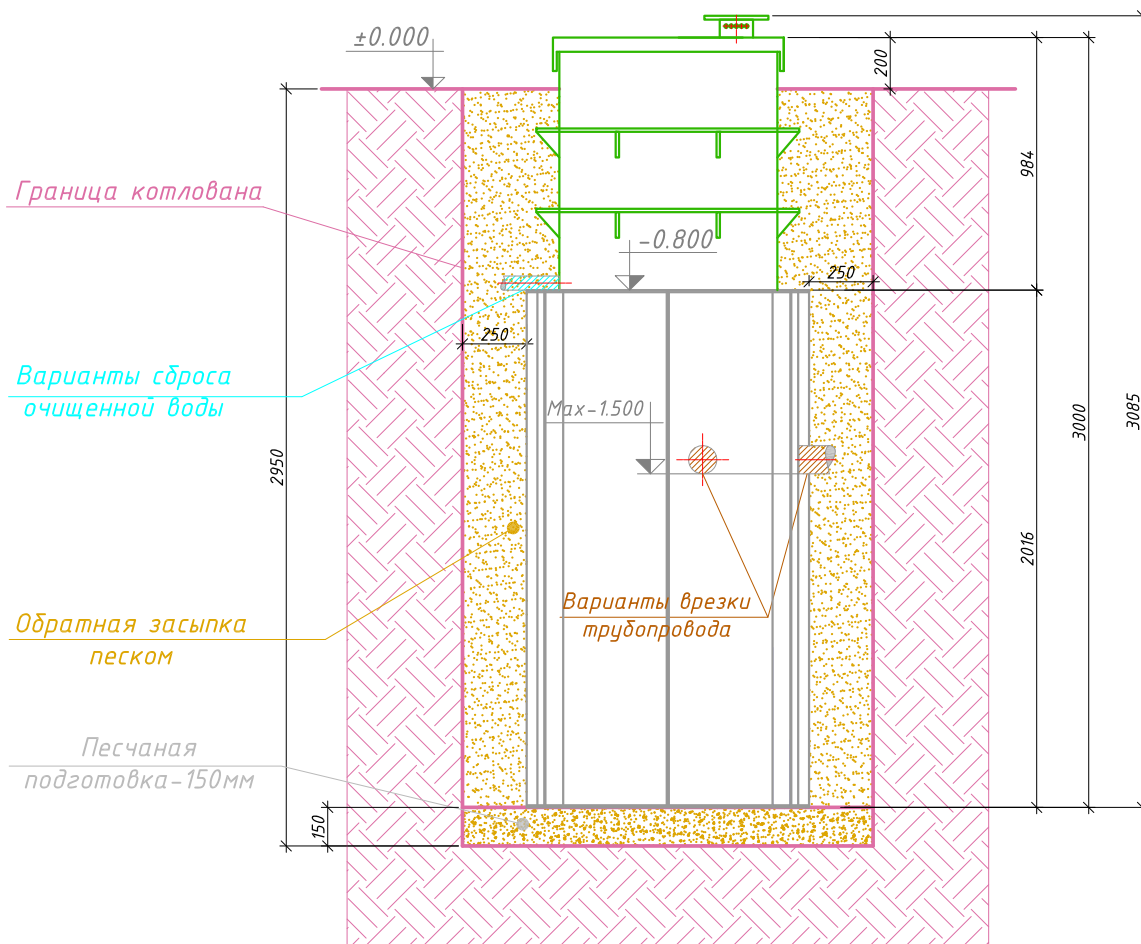 ±0.000
200
984
Граница котлована
-0.800
250
250
Варианты сброса
очищенной воды
Max-1.500
3085
3000
2950
2016
Варианты врезки
трубопровода
Обратная засыпка
песком
Песчаная
подготовка-150мм
150